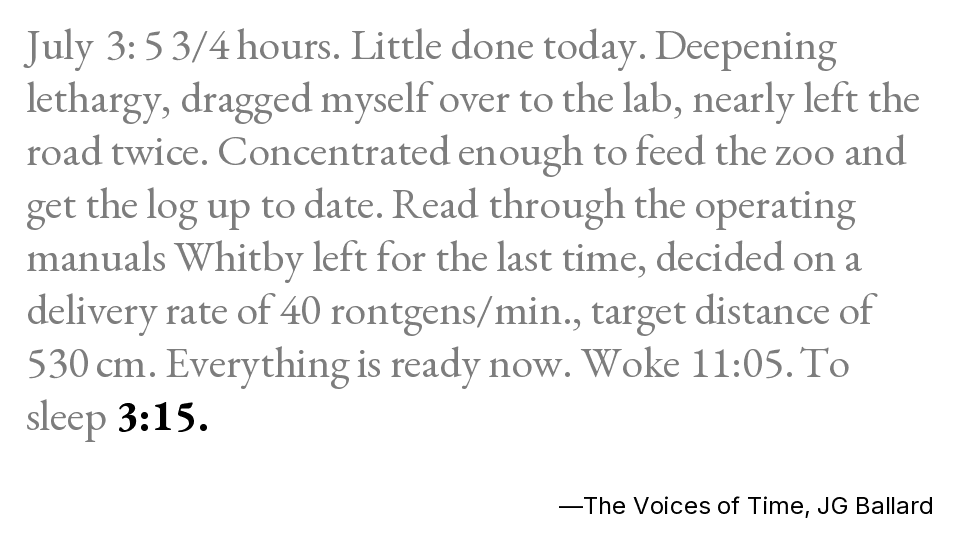 July 3: 5 3/4 hours. Little done today. Deepening
lethargy, dragged myself over to the lab, nearly left the
road twice. Concentrated enough to feed the zoo and
get the log up to date. Read through the operating
manuals Whitby left for the last time, decided on a
delivery rate of 40 rontgens/min., target distance of
530 cm. Everything is ready now. Woke 11:05. To
sleep 3:15.
—The Voices of Time, JG Ballard